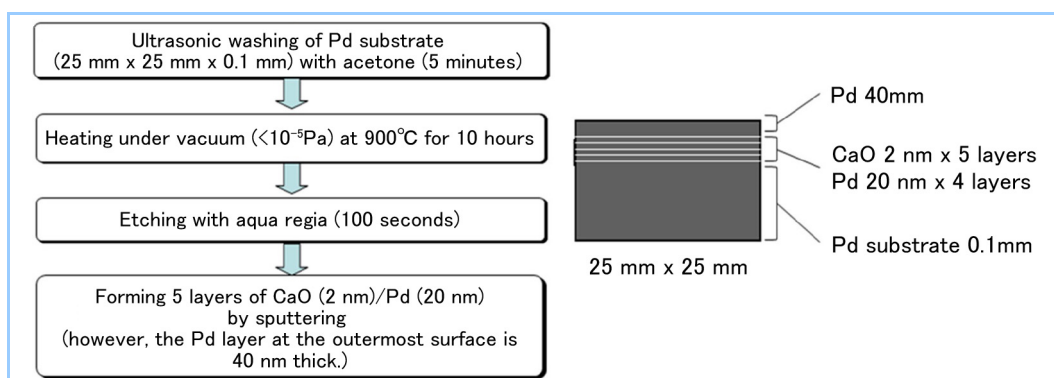 Ultrasonic washing of Pd substrate
(25 mm x 25 mm x 0.1 mm) with acetone (5 minutes)
Heating under vacuum (<10⁻⁵Pa) at 900℃ for 10 hours
Etching with aqua regia (100 seconds)
Forming 5 layers of CaO (2 nm)/Pd (20 nm)
by sputtering
(however, the Pd layer at the outermost surface is
40 nm thick.)
Pd 40mm
CaO 2 nm x 5 layers
Pd 20 nm x 4 layers
Pd substrate 0.1mm
25 mm x 25 mm